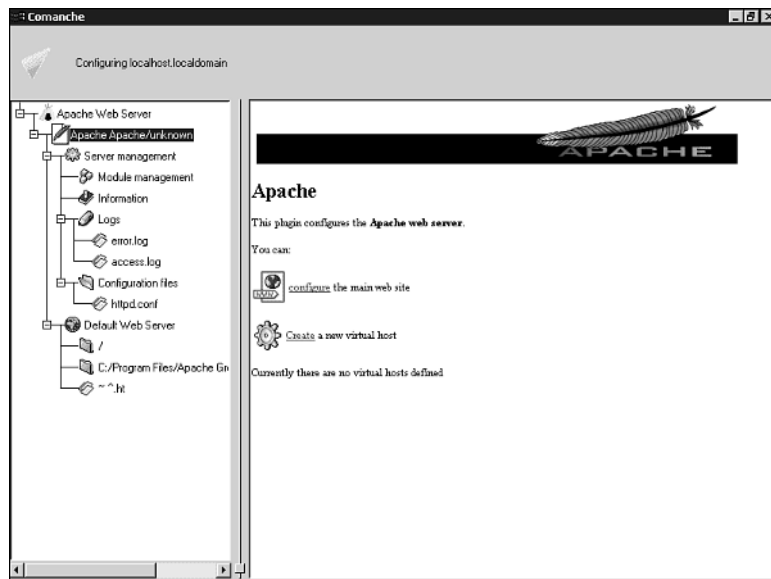 Comanche
Configuring localhost.localdomain
Apache Web Server
Apache Apache/unknown
Server management
Module management
Information
Logs
error.log
access.log
Configuration files
httpd.conf
Default Web Server
/
C:/Program Files/Apache Gr
~ ^.ht
APACHE
Apache
This plugin configures the Apache web server.
You can:
configure the main web site
Create a new virtual host
Currently there are no virtual hosts defined